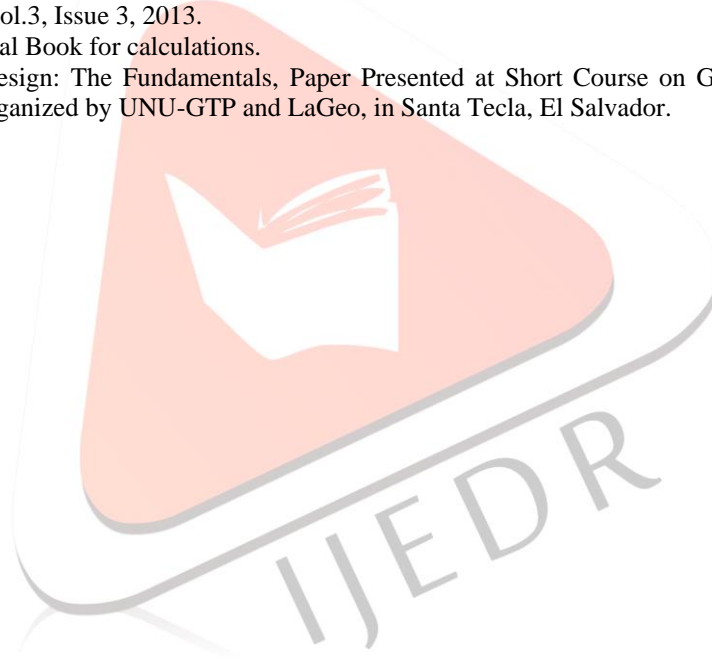 ol.3, Issue 3, 2013.
al Book for calculations.
esign: The Fundamentals, Paper Presented at Short Course on G
ganized by UNU-GTP and LaGeo, in Santa Tecla, El Salvador.
IJEDR